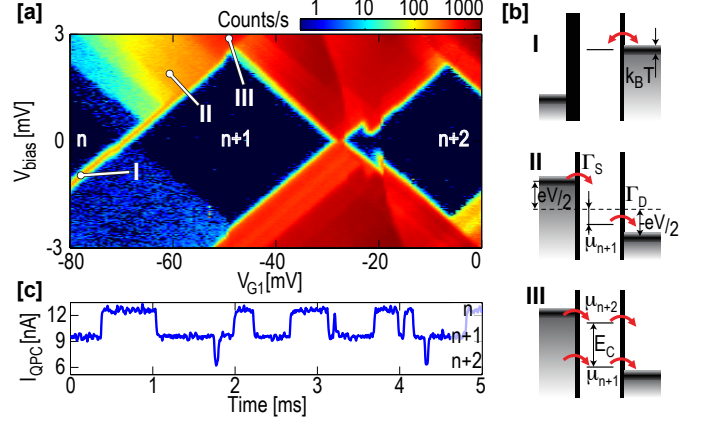 [a]
Counts/s
1 10 100 1000
[b]
3
0
-3
V_bias [mV]
n
n+1
n+2
I
II
III
-80 -60 -40 -20 0
V_G1 [mV]
[c]
12
9
6
I_QPC [nA]
n
n+1
n+2
0 1 2 3 4 5
Time [ms]
I
k_B T
II
Γ_S
Γ_D
eV/2
μ_n+1
eV/2
III
μ_n+2
E_C
μ_n+1